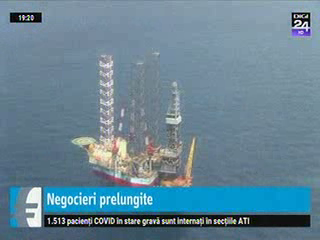 19:20
DIGI
24
HD
Negocieri prelungite
1.513 pacienți COVID în stare gravă sunt internați în secțiile ATI